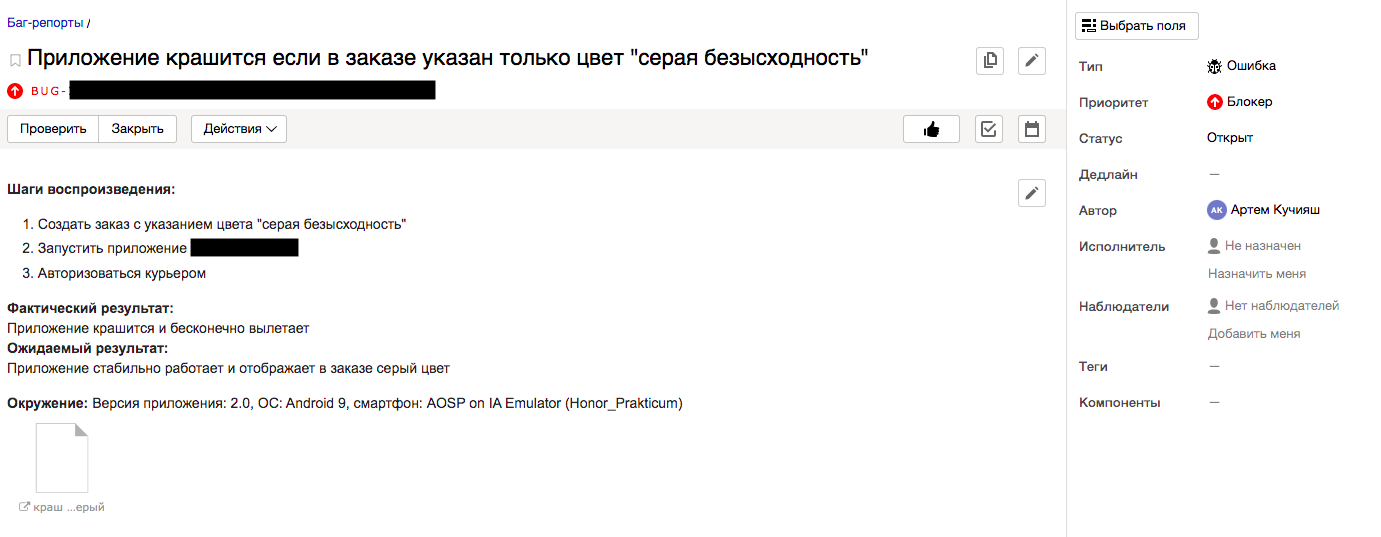 Баг-репорты /
Приложение крашится если в заказе указан только цвет "серая безысходность"
BUG-
Проверить Закрыть Действия
Шаги воспроизведения:
1. Создать заказ с указанием цвета "серая безысходность"
2. Запустить приложение
3. Авторизоваться курьером
Фактический результат:
Приложение крашится и бесконечно вылетает
Ожидаемый результат:
Приложение стабильно работает и отображает в заказе серый цвет
Окружение: Версия приложения: 2.0, ОС: Android 9, смартфон: AOSP on IA Emulator (Honor_Prakticum)
краш ...ерый
Выбрать поля
Тип Ошибка
Приоритет Блокер
Статус Открыт
Дедлайн —
Автор АК Артем Кучияш
Исполнитель Не назначен
Назначить меня
Наблюдатели Нет наблюдателей
Добавить меня
Теги —
Компоненты —